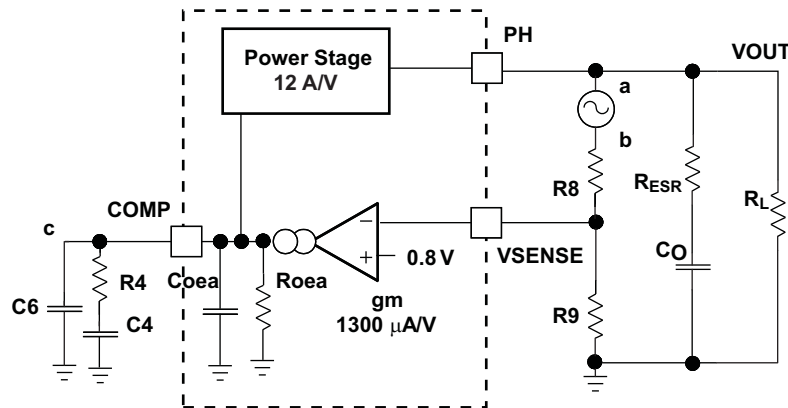 Power Stage
12 A/V
PH
VOUT
a
b
R8
RESR
RL
COMP
c
VSENSE
0.8 V
R4
Coea
Roea
CO
C6
C4
gm
1300 µA/V
R9
−
+